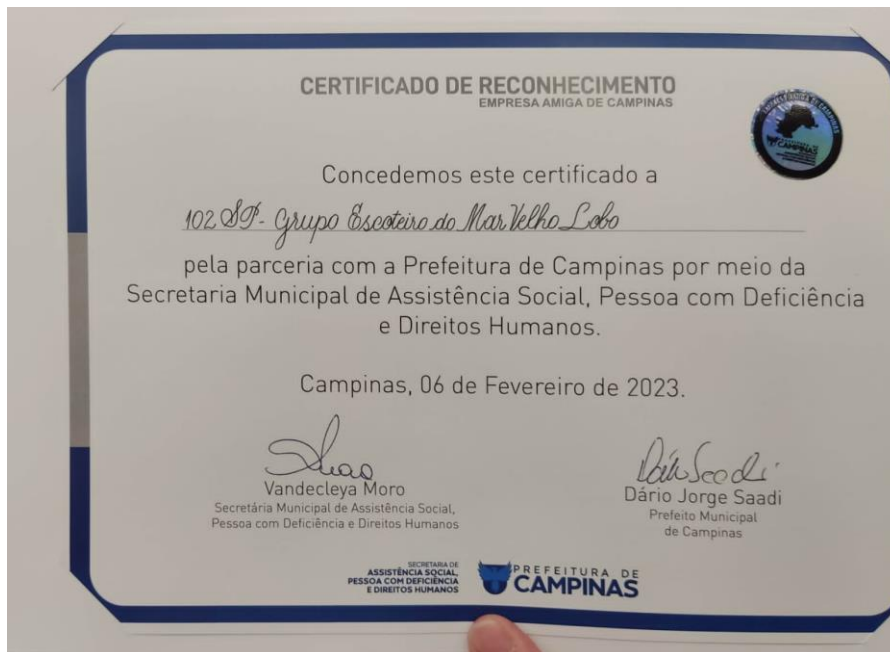 CERTIFICADO DE RECONHECIMENTO
EMPRESA AMIGA DE CAMPINAS
Concedemos este certificado a
102 SP- Grupo Escoteiro do Mar Velho Lobo
pela parceria com a Prefeitura de Campinas por meio da
Secretaria Municipal de Assistência Social, Pessoa com Deficiência
e Direitos Humanos.
Campinas, 06 de Fevereiro de 2023.
Vandecleya Moro
Secretária Municipal de Assistência Social,
Pessoa com Deficiência e Direitos Humanos
Dário Jorge Saadi
Prefeito Municipal
de Campinas
SECRETARIA DE
ASSISTÊNCIA SOCIAL,
PESSOA COM DEFICIÊNCIA
E DIREITOS HUMANOS
PREFEITURA DE
CAMPINAS